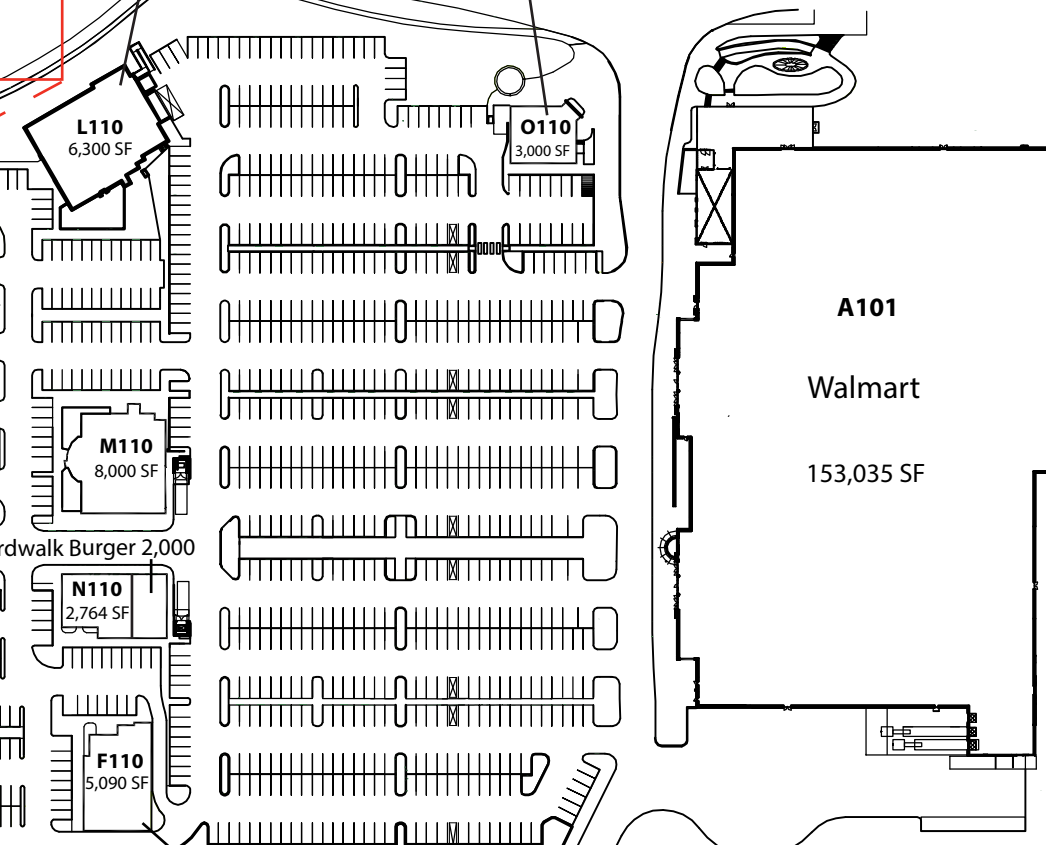 L110
6,300 SF
O110
3,000 SF
A101
Walmart
153,035 SF
M110
8,000 SF
rdwalk Burger 2,000
N110
2,764 SF
F110
5,090 SF